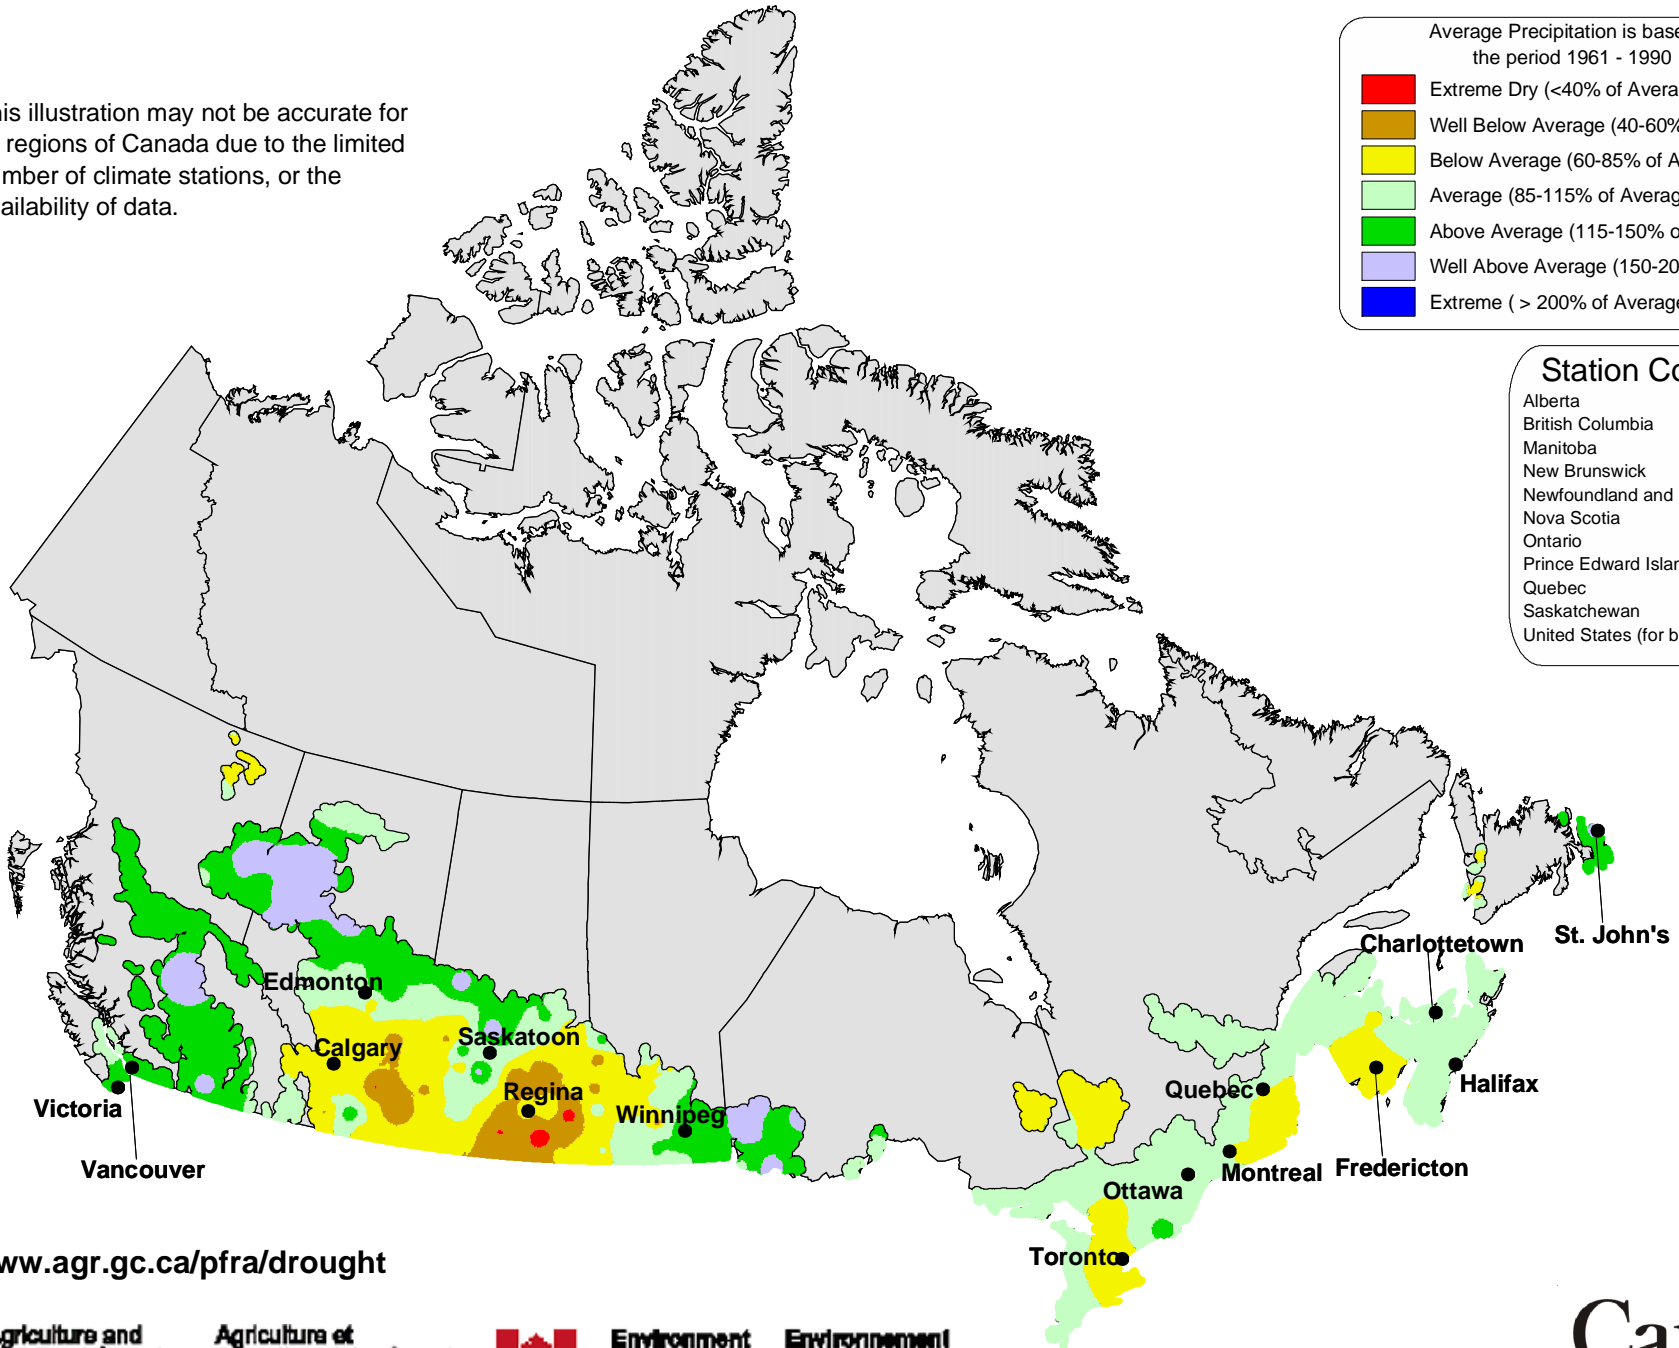 his illustration may not be accurate for
regions of Canada due to the limited
mber of climate stations, or the
ailability of data.
Average Precipitation is base
the period 1961 - 1990
Extreme Dry (<40% of Avera
Well Below Average (40-60%
Below Average (60-85% of A
Average (85-115% of Average
Above Average (115-150% o
Well Above Average (150-20
Extreme ( > 200% of Average
Station Co
Alberta
British Columbia
Manitoba
New Brunswick
Newfoundland and
Nova Scotia
Ontario
Prince Edward Islan
Quebec
Saskatchewan
United States (for b
Charlottetown
St. John's
Edmonton
Saskatoon
Calgary
Regina
Winnipeg
Quebec
Halifax
Victoria
Vancouver
Montreal
Fredericton
Ottawa
Toronto
ww.agr.gc.ca/pfra/drought
griculture and
Agriculture et
Environment
Environnement
Ca